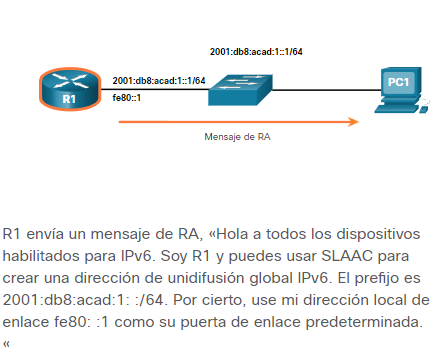 2001:db8:acad:1::1/64
2001:db8:acad:1::1/64
fe80::1
R1
PC1
Mensaje de RA
R1 envía un mensaje de RA, «Hola a todos los dispositivos
habilitados para IPv6. Soy R1 y puedes usar SLAAC para
crear una dirección de unidifusión global IPv6. El prefijo es
2001:db8:acad:1: :/64. Por cierto, use mi dirección local de
enlace fe80: :1 como su puerta de enlace predeterminada.
«